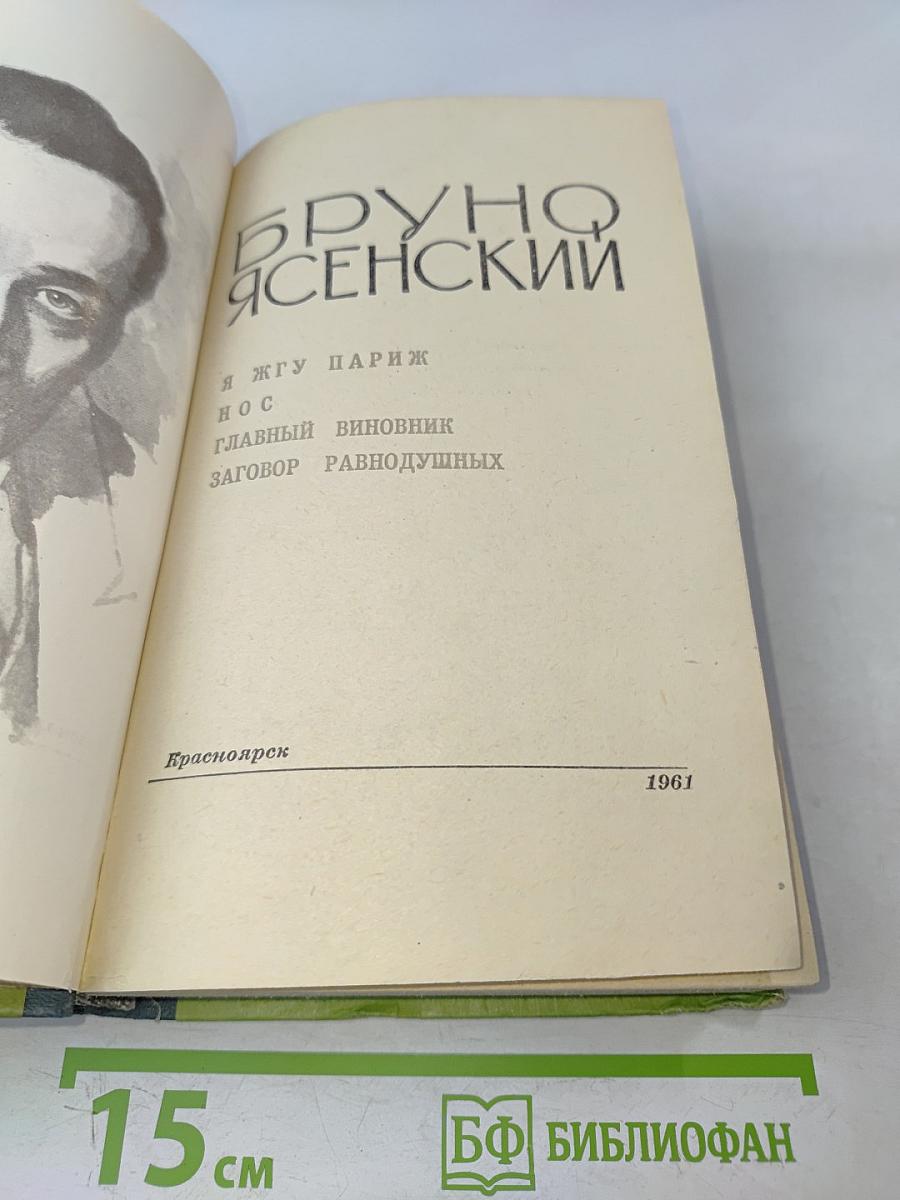 БРУНО
ЯСЕНСКИЙ
Я ЖГУ ПАРИЖ
НОС
ГЛАВНЫЙ ВИНОВНИК
ЗАГОВОР РАВНОДУШНЫХ
Красноярск
1961
15 см
БФ БИБЛИОФАН